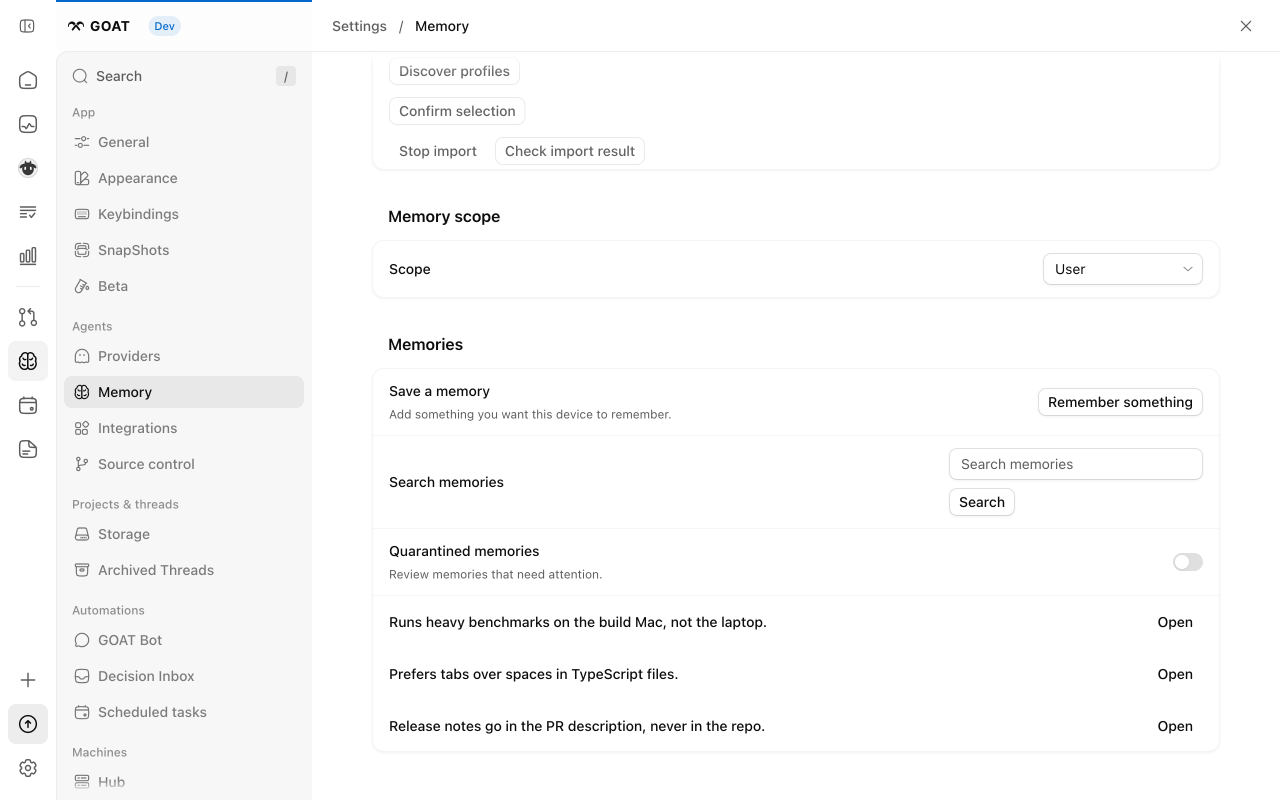 GOAT
Dev
Settings / Memory
Search
/
App
General
Appearance
Keybindings
SnapShots
Beta
Agents
Providers
Memory
Integrations
Source control
Projects & threads
Storage
Archived Threads
Automations
GOAT Bot
Decision Inbox
Scheduled tasks
Machines
Hub
Discover profiles
Confirm selection
Stop import
Check import result
Memory scope
Scope
User
Memories
Save a memory
Add something you want this device to remember.
Remember something
Search memories
Search memories
Search
Quarantined memories
Review memories that need attention.
Runs heavy benchmarks on the build Mac, not the laptop.
Open
Prefers tabs over spaces in TypeScript files.
Open
Release notes go in the PR description, never in the repo.
Open